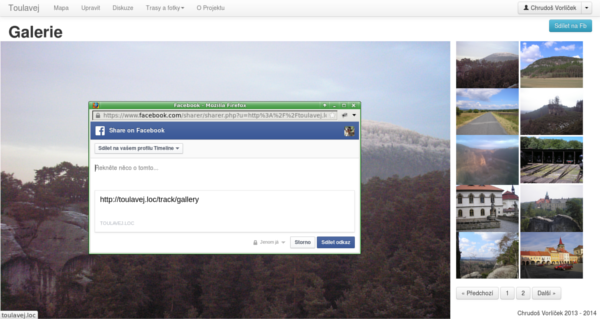 Toulavej Mapa Upravil Diskuze Trasy a fotky O Projektu Chrudoš Vorlíček
Galerie
Sdílet na Fb
Facebook - Mozilla Firefox
https://www.facebook.com/sharer/sharer.php?u=http%3A%2F%2Ftoulavej.l
Share on Facebook
Sdílet na vašem profilu Timeline
Řekněte něco o tomto...
http://toulavej.loc/track/gallery
TOULAVEJ.LOC
Jenom já Storno Sdílet odkaz
« Předchozí 1 2 Další »
toulavej.loc
Chrudoš Vorlíček 2013 - 2014